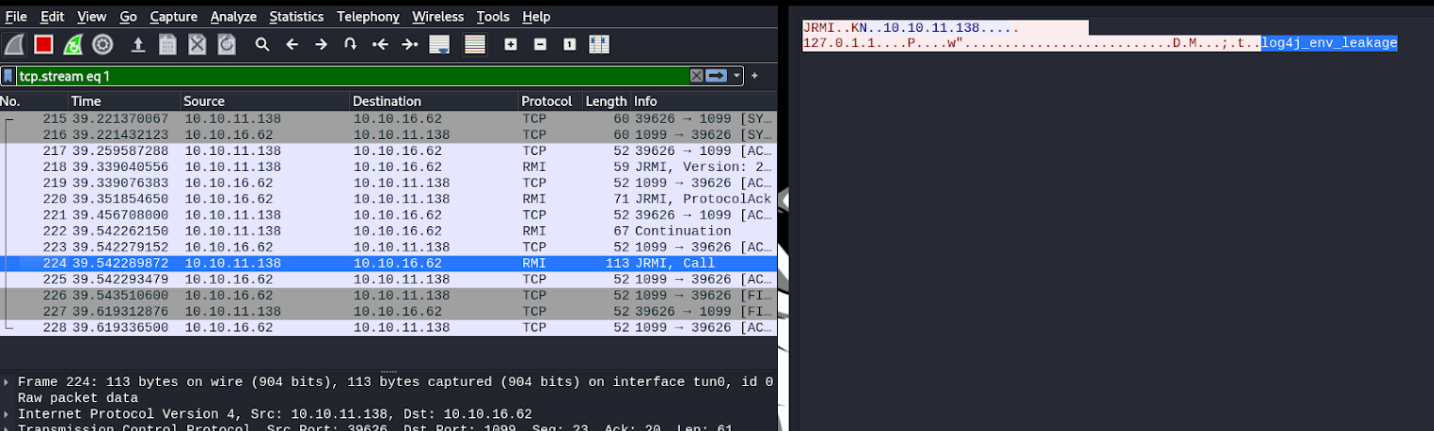 File Edit View Go Capture Analyze Statistics Telephony Wireless Tools Help
tcp.stream eq 1
No. Time Source Destination Protocol Length Info
215 39.221370067 10.10.11.138 10.10.16.62 TCP 60 39626 → 1099 [SY…
216 39.221432123 10.10.16.62 10.10.11.138 TCP 60 1099 → 39626 [SY…
217 39.259587288 10.10.11.138 10.10.16.62 TCP 52 39626 → 1099 [AC…
218 39.339040556 10.10.11.138 10.10.16.62 RMI 59 JRMI, Version: 2…
219 39.339076383 10.10.16.62 10.10.11.138 TCP 52 1099 → 39626 [AC…
220 39.351854650 10.10.16.62 10.10.11.138 RMI 71 JRMI, ProtocolAck
221 39.456708000 10.10.11.138 10.10.16.62 TCP 52 39626 → 1099 [AC…
222 39.542262150 10.10.11.138 10.10.16.62 RMI 67 Continuation
223 39.542279152 10.10.16.62 10.10.11.138 TCP 52 1099 → 39626 [AC…
224 39.542289872 10.10.11.138 10.10.16.62 RMI 113 JRMI, Call
225 39.542293479 10.10.16.62 10.10.11.138 TCP 52 1099 → 39626 [AC…
226 39.543510600 10.10.16.62 10.10.11.138 TCP 52 1099 → 39626 [FI…
227 39.619312876 10.10.11.138 10.10.16.62 TCP 52 39626 → 1099 [FI…
228 39.619336500 10.10.16.62 10.10.11.138 TCP 52 1099 → 39626 [AC…
Frame 224: 113 bytes on wire (904 bits), 113 bytes captured (904 bits) on interface tun0, id 0
Raw packet data
Internet Protocol Version 4, Src: 10.10.11.138, Dst: 10.10.16.62
Transmission Control Protocol, Src Port: 39626, Dst Port: 1099, Seq: 23, Ack: 20, Len: 61
JRMI..KN..10.10.11.138.....
127.0.1.1....P....w"..........................D.M...;.t..log4j_env_leakage